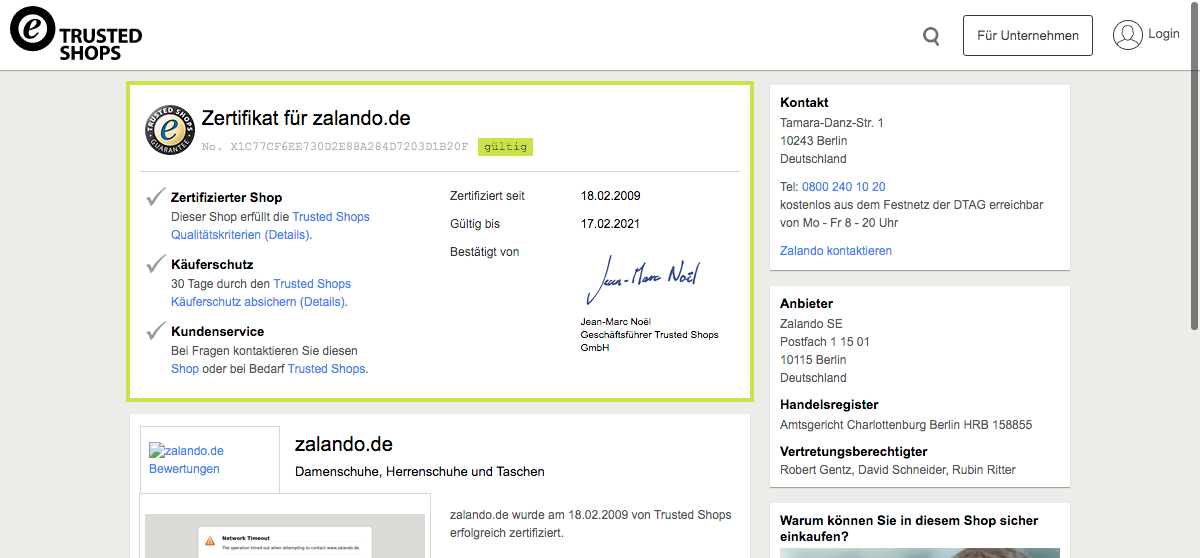 TRUSTED
SHOPS
Für Unternehmen
Login
TRUSTED SHOPS
GUARANTEE
Zertifikat für zalando.de
No. X1C77CF6EE730D2E88A284D7203D1B20F gültig
Zertifizierter Shop
Dieser Shop erfüllt die Trusted Shops
Qualitätskriterien (Details).
Käuferschutz
30 Tage durch den Trusted Shops
Käuferschutz absichern (Details).
Kundenservice
Bei Fragen kontaktieren Sie diesen
Shop oder bei Bedarf Trusted Shops.
Zertifiziert seit 18.02.2009
Gültig bis 17.02.2021
Bestätigt von
Jean-Marc Noël
Jean-Marc Noël
Geschäftsführer Trusted Shops
GmbH
zalando.de
Bewertungen
zalando.de
Damenschuhe, Herrenschuhe und Taschen
Network Timeout
The operation timed out when attempting to contact www.zalando.de.
zalando.de wurde am 18.02.2009 von Trusted Shops
erfolgreich zertifiziert.
Kontakt
Tamara-Danz-Str. 1
10243 Berlin
Deutschland
Tel: 0800 240 10 20
kostenlos aus dem Festnetz der DTAG erreichbar
von Mo - Fr 8 - 20 Uhr
Zalando kontaktieren
Anbieter
Zalando SE
Postfach 1 15 01
10115 Berlin
Deutschland
Handelsregister
Amtsgericht Charlottenburg Berlin HRB 158855
Vertretungsberechtigter
Robert Gentz, David Schneider, Rubin Ritter
Warum können Sie in diesem Shop sicher
einkaufen?